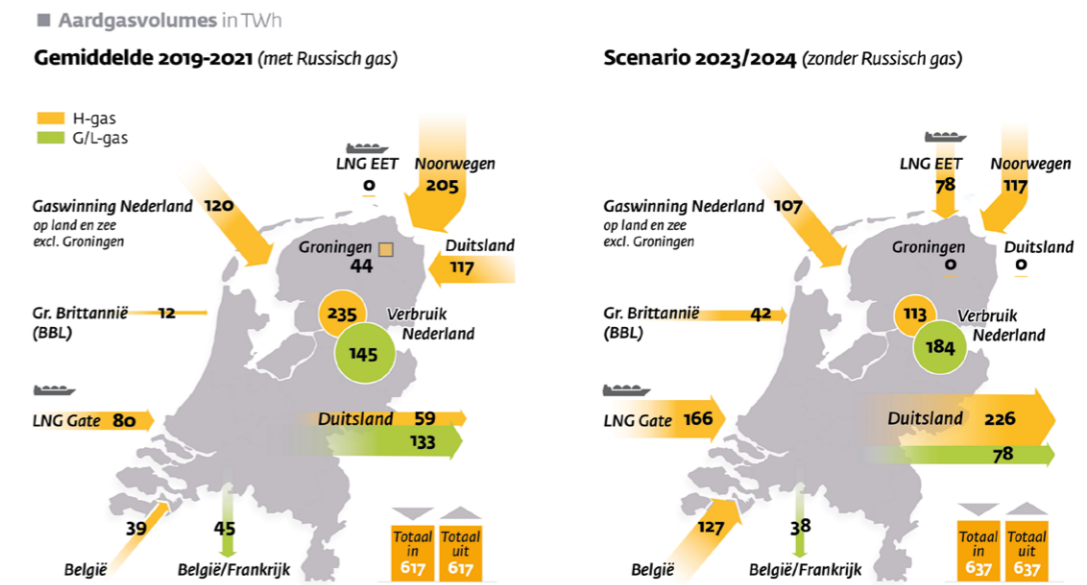 Aardgasvolumes in TWh
Gemiddelde 2019-2021 (met Russisch gas)
H-gas
G/L-gas
LNG EET
0
Noorwegen
205
Gaswinning Nederland 120
op land en zee
excl. Groningen
Groningen
44
Duitsland
117
Gr. Brittannië 12
(BBL)
235
145
Verbruik
Nederland
LNG Gate 80
Duitsland 59
133
39
België
45
België/Frankrijk
Totaal
in
617
Totaal
uit
617
Scenario 2023/2024 (zonder Russisch gas)
LNG EET
78
Noorwegen
117
Gaswinning Nederland 107
op land en zee
excl. Groningen
Groningen
0
Duitsland
0
Gr. Brittannië 42
(BBL)
113
184
Verbruik
Nederland
LNG Gate 166
Duitsland 226
78
127
België
38
België/Frankrijk
Totaal
in
637
Totaal
uit
637